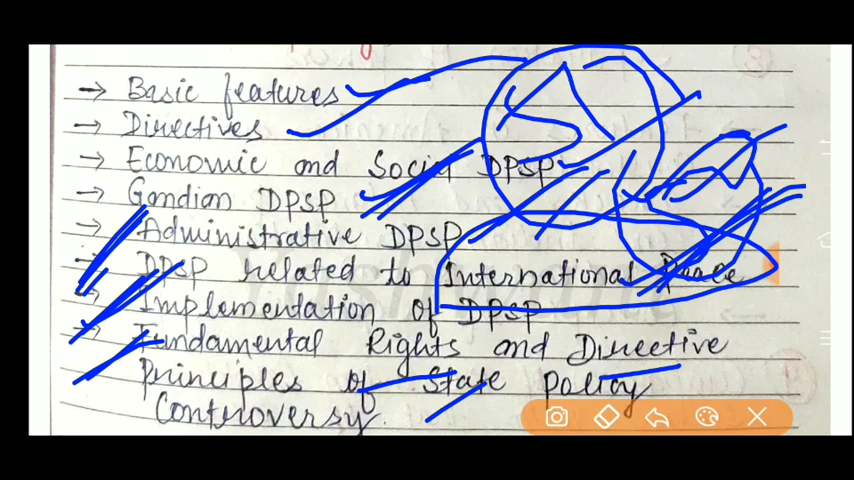 → Basic features
→ Directives
→ Economic and Social DPSP
→ Gandian DPSP
→ Administrative DPSP
→ DPSP related to International Peace
→ Implementation of DPSP
→ Fundamental Rights and Directive
Principles of State policy
Controversy.